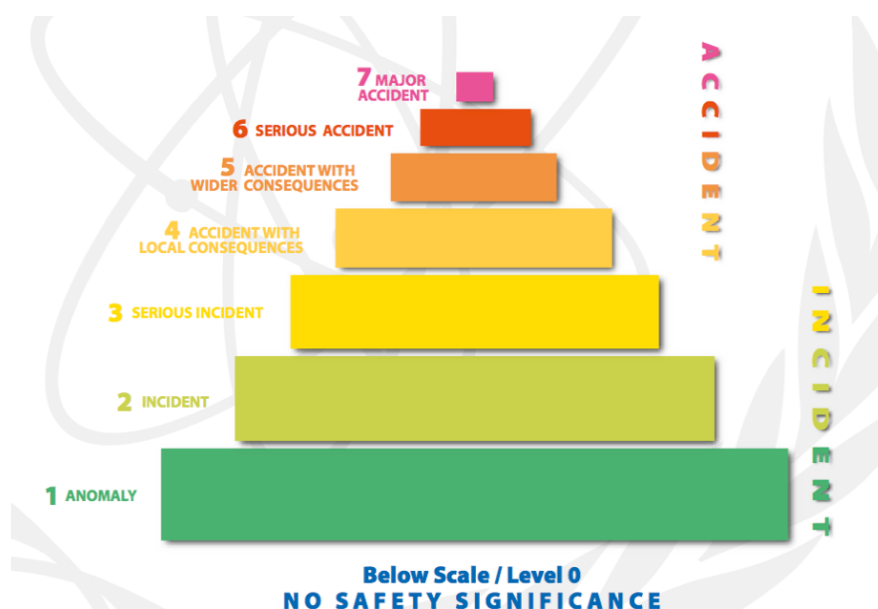 7 MAJOR
ACCIDENT
6 SERIOUS ACCIDENT
5 ACCIDENT WITH
WIDER CONSEQUENCES
4 ACCIDENT WITH
LOCAL CONSEQUENCES
3 SERIOUS INCIDENT
2 INCIDENT
1 ANOMALY
ACCIDENT
INCIDENT
Below Scale / Level 0
NO SAFETY SIGNIFICANCE